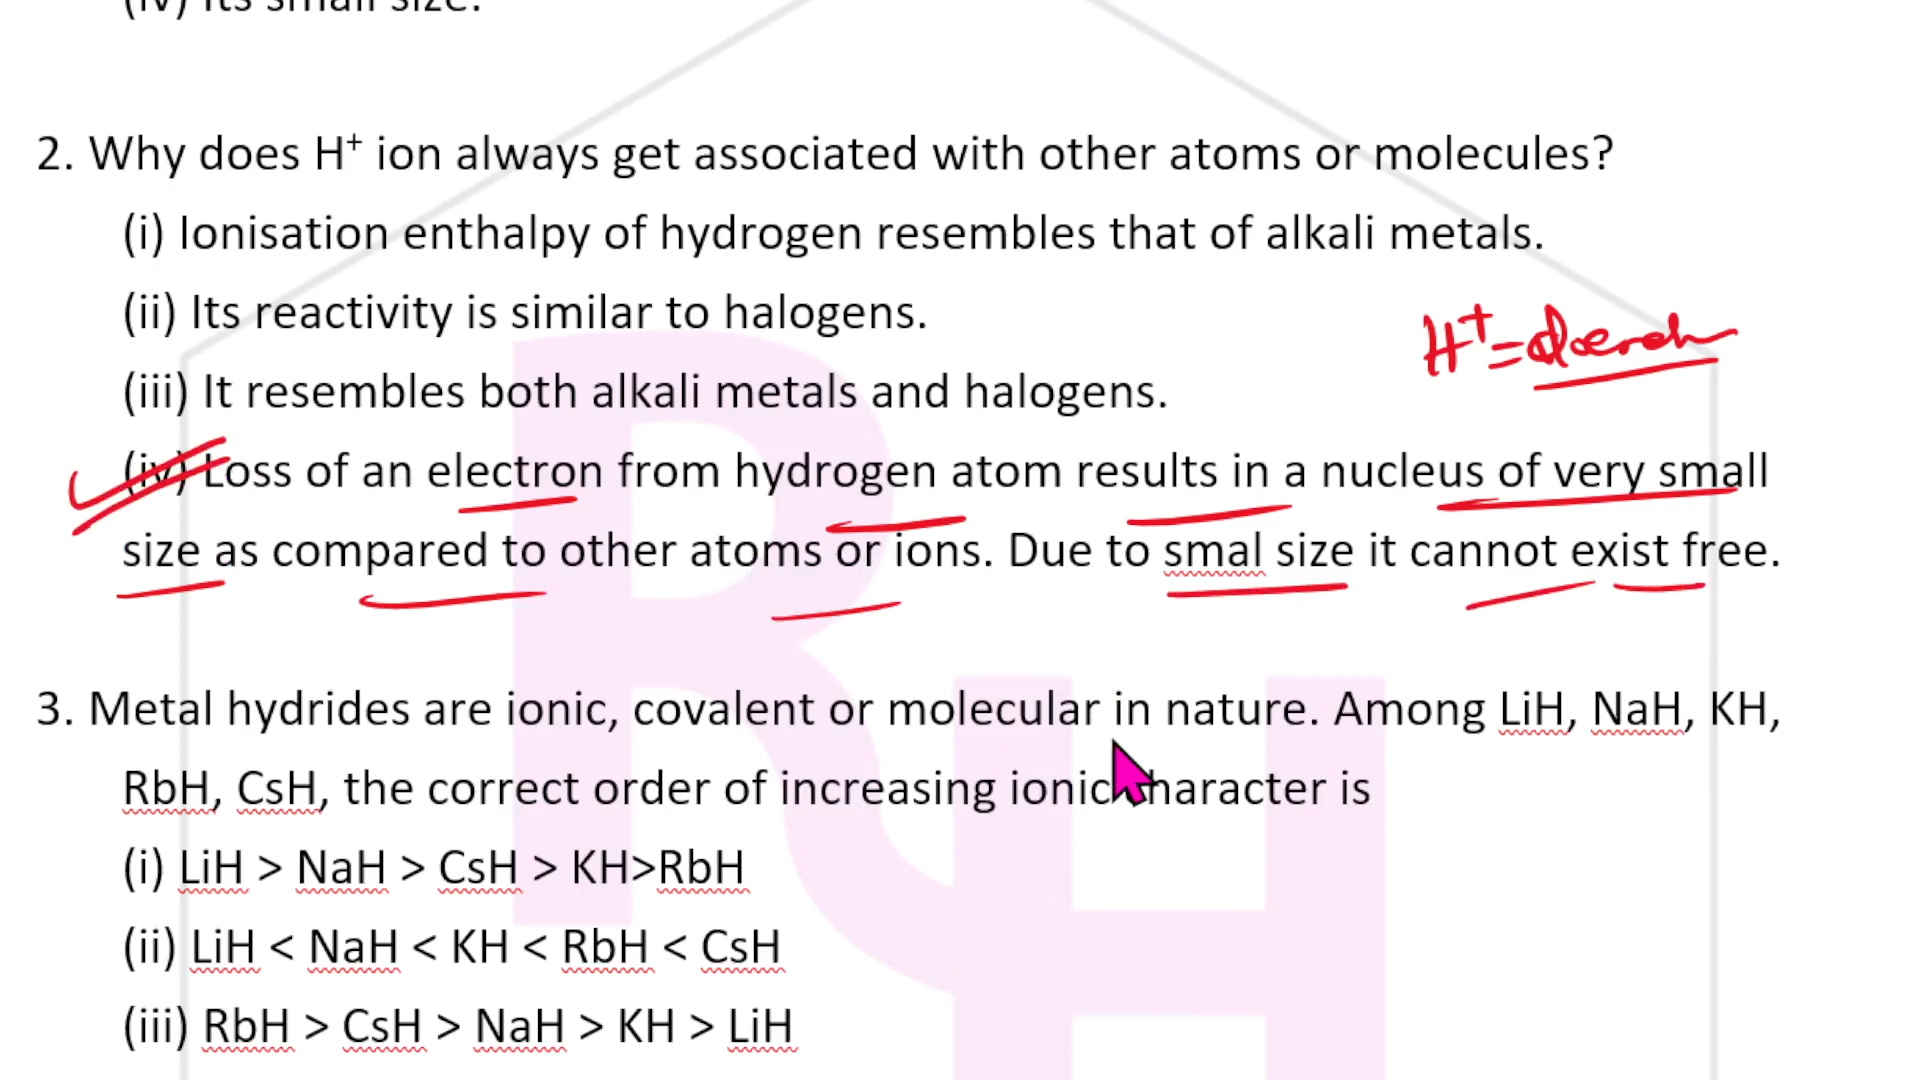 (iv) Its small size.
2. Why does H⁺ ion always get associated with other atoms or molecules?
(i) Ionisation enthalpy of hydrogen resembles that of alkali metals.
(ii) Its reactivity is similar to halogens.
H⁺ =
(iii) It resembles both alkali metals and halogens.
(iv) Loss of an electron from hydrogen atom results in a nucleus of very small
size as compared to other atoms or ions. Due to smal size it cannot exist free.
3. Metal hydrides are ionic, covalent or molecular in nature. Among LiH, NaH, KH,
RbH, CsH, the correct order of increasing ionic character is
(i) LiH > NaH > CsH > KH>RbH
(ii) LiH < NaH < KH < RbH < CsH
(iii) RbH > CsH > NaH > KH > LiH